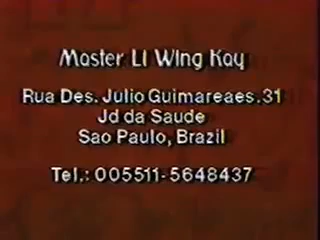 Master Li Wing Kay
Rua Des. Julio Guimareaes.31
Jd da Saude
Sao Paulo, Brazil
Tel.: 005511-5648437